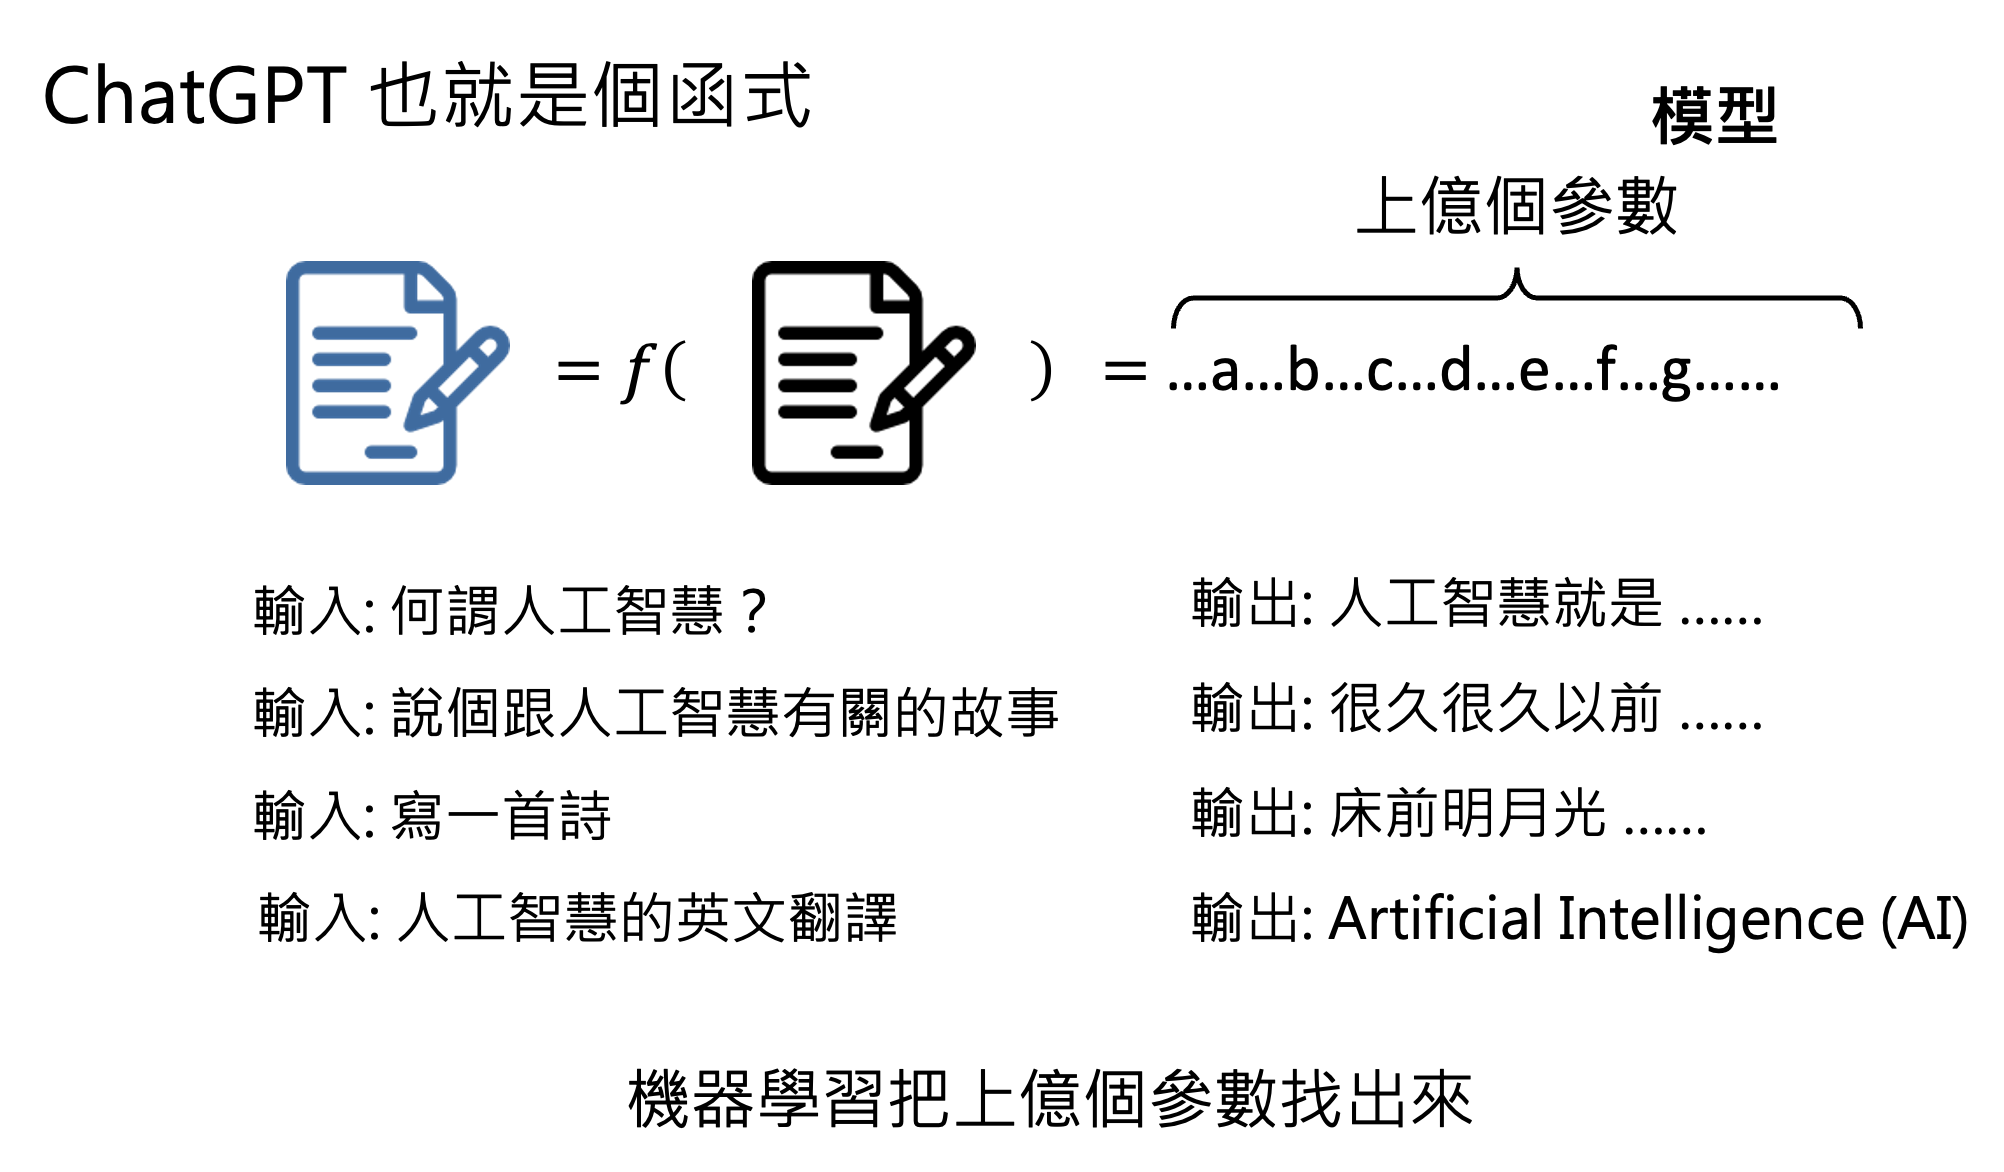 ChatGPT 也就是個函式
模型
上億個參數
= f( ) = …a…b…c…d…e…f…g……
輸入: 何謂人工智慧？
輸出: 人工智慧就是 ……
輸入: 說個跟人工智慧有關的故事
輸出: 很久很久以前 ……
輸入: 寫一首詩
輸出: 床前明月光 ……
輸入: 人工智慧的英文翻譯
輸出: Artificial Intelligence (AI)
機器學習把上億個參數找出來